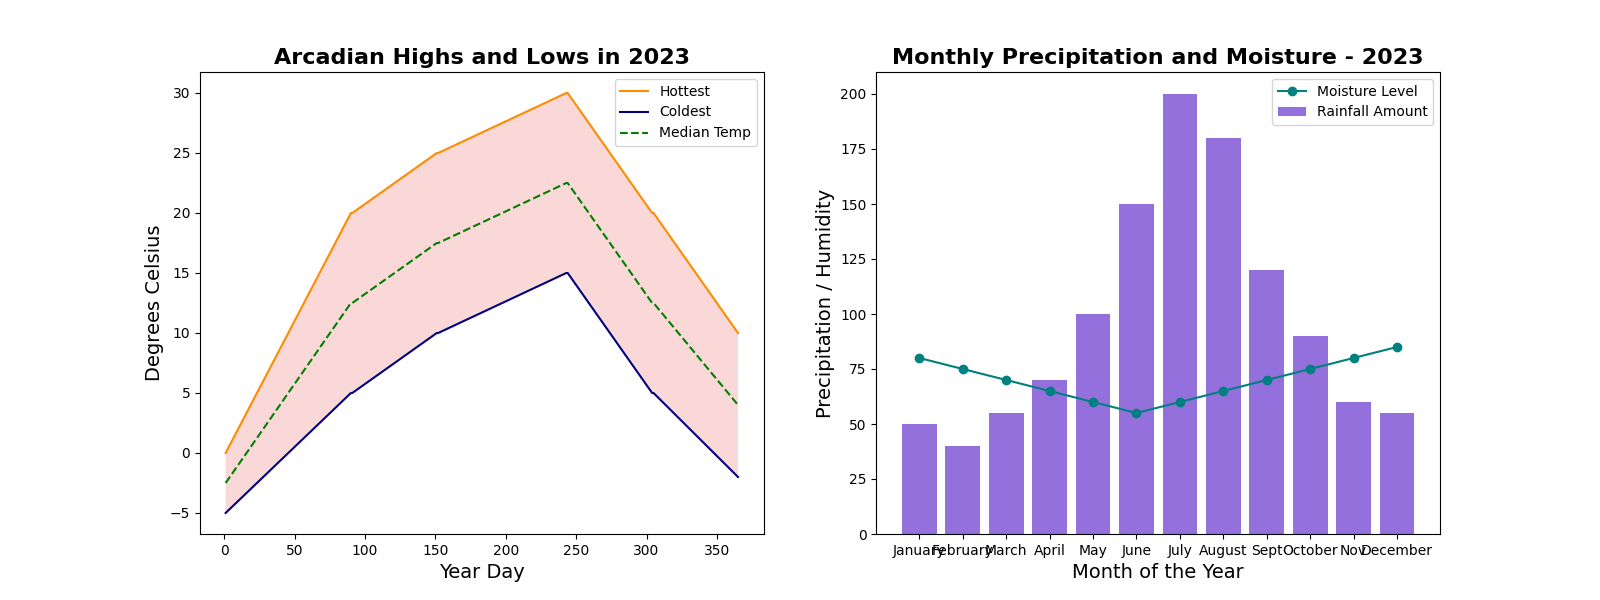 Arcadian Highs and Lows in 2023
Hottest
Coldest
Median Temp
Degrees Celsius
30
25
20
15
10
5
0
−5
0 50 100 150 200 250 300 350
Year Day
Monthly Precipitation and Moisture - 2023
Moisture Level
Rainfall Amount
Precipitation / Humidity
200
175
150
125
100
75
50
25
0
January February March April May June July August Sept October Nov December
Month of the Year